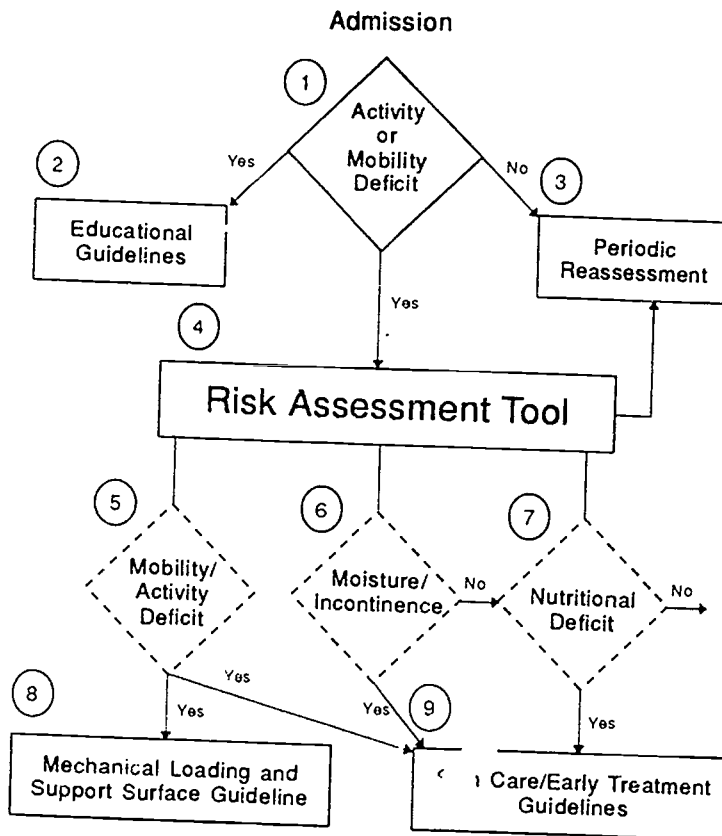 Admission
1
Activity
or
Mobility
Deficit
Yes
No
2
3
Educational
Guidelines
Periodic
Reassessment
Yes
4
Risk Assessment Tool
5
6
7
Mobility/
Activity
Deficit
Moisture/
Incontinence
No
Nutritional
Deficit
No
8
Yes
Yes
Yes
9
Yes
Mechanical Loading and
Support Surface Guideline
Care/Early Treatment
Guidelines